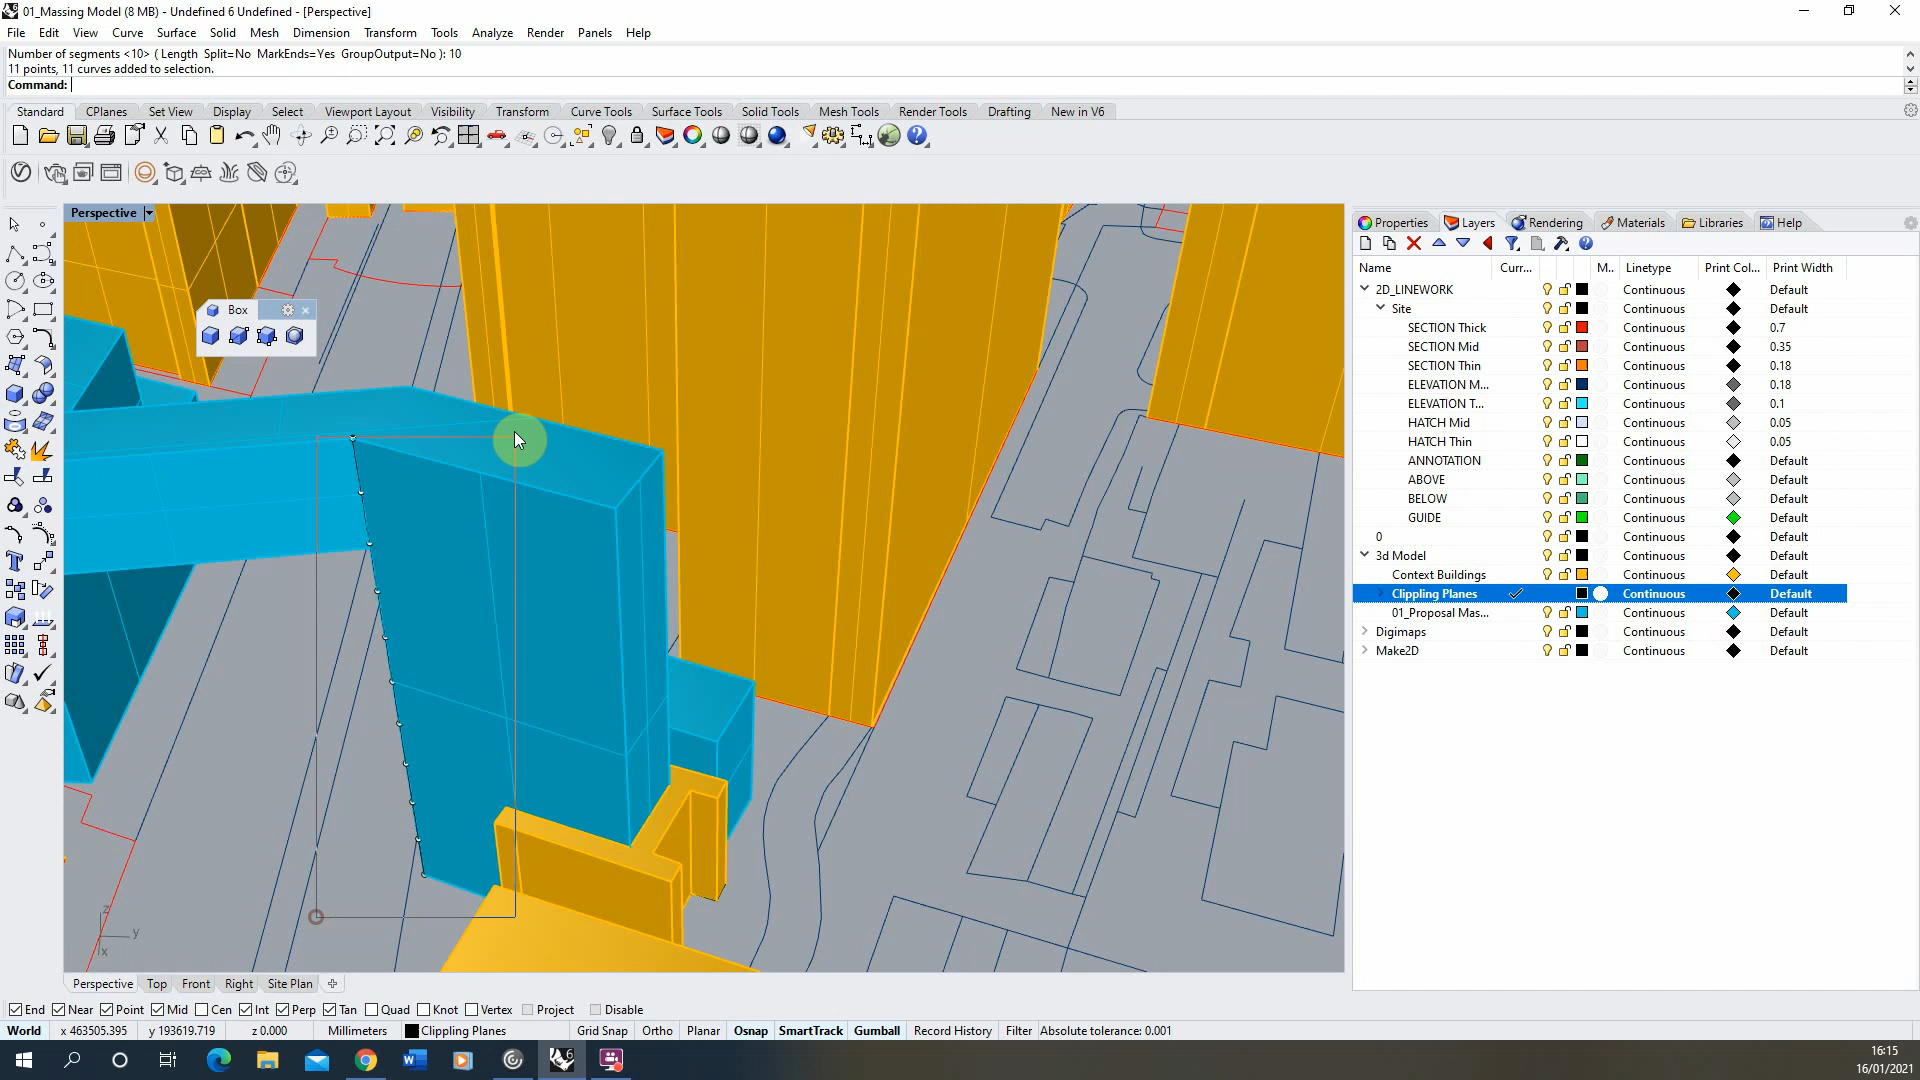 01_Massing Model (8 MB) - Undefined 6 Undefined - [Perspective]
File Edit View Curve Surface Solid Mesh Dimension Transform Tools Analyze Render Panels Help
Number of segments <10> ( Length Split=No MarkEnds=Yes GroupOutput=No ): 10
11 points, 11 curves added to selection.
Command:
Standard CPlanes Set View Display Select Viewport Layout Visibility Transform Curve Tools Surface Tools Solid Tools Mesh Tools Render Tools Drafting New in V6
Perspective
Box
Properties Layers Rendering Materials Libraries Help
Name Curr... M.. Linetype Print Col... Print Width
2D_LINEWORK Continuous Default
Site Continuous Default
SECTION Thick Continuous 0.7
SECTION Mid Continuous 0.35
SECTION Thin Continuous 0.18
ELEVATION M... Continuous 0.18
ELEVATION T... Continuous 0.1
HATCH Mid Continuous 0.05
HATCH Thin Continuous 0.05
ANNOTATION Continuous Default
ABOVE Continuous Default
BELOW Continuous Default
GUIDE Continuous Default
0 Continuous Default
3d Model Continuous Default
Context Buildings Continuous Default
Clippling Planes Continuous Default
01_Proposal Mas... Continuous Default
Digimaps Continuous Default
Make2D Continuous Default
z
y
x
Perspective Top Front Right Site Plan
End Near Point Mid Cen Int Perp Tan Quad Knot Vertex Project Disable
World x 463505.395 y 193619.719 z 0.000 Millimeters Clippling Planes Grid Snap Ortho Planar Osnap SmartTrack Gumball Record History Filter Absolute tolerance: 0.001
16:15
16/01/2021